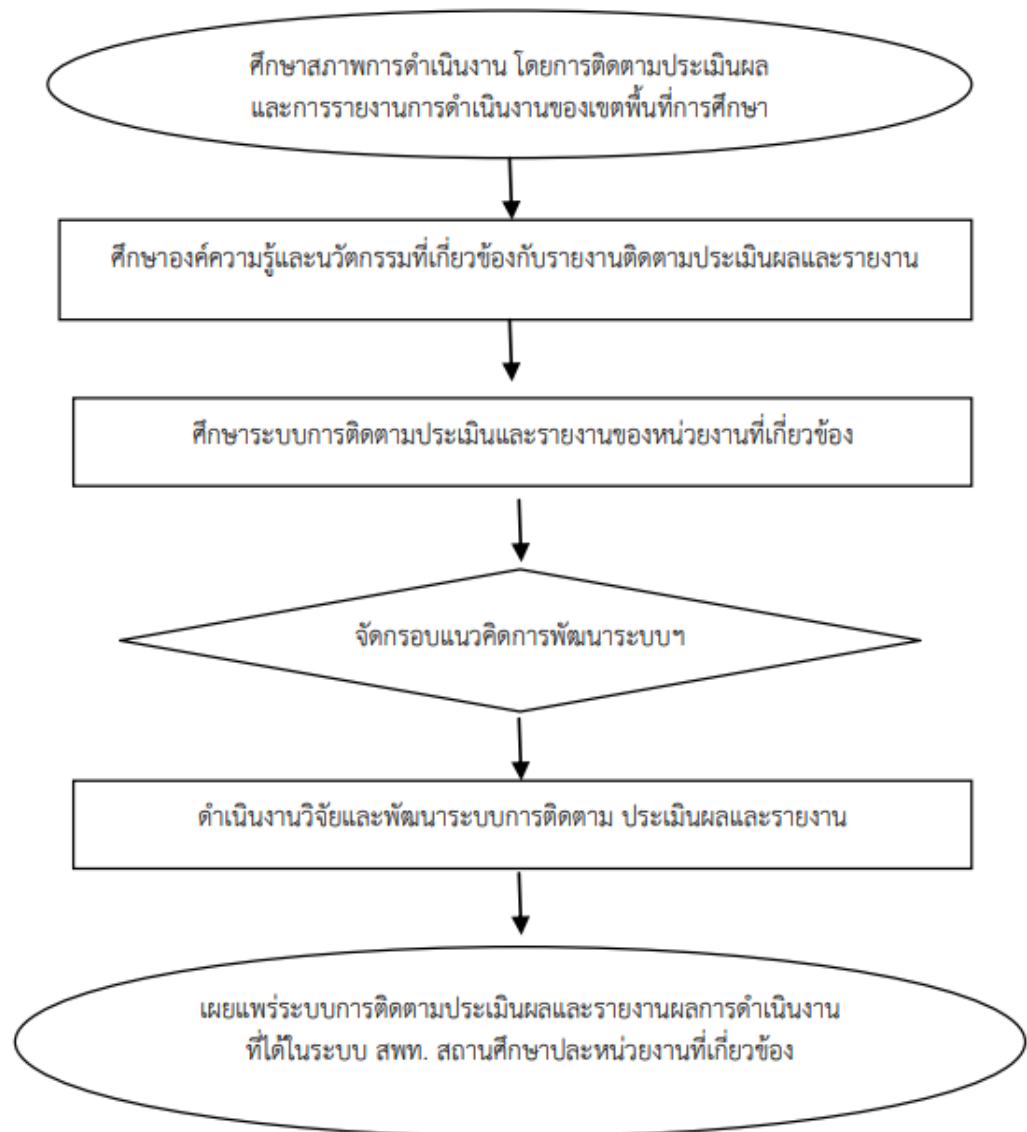 ศึกษาสภาพการดำเนินงาน โดยการติดตามประเมินผล
และการรายงานการดำเนินงานของเขตพื้นที่การศึกษา
ศึกษาองค์ความรู้และนวัตกรรมที่เกี่ยวข้องกับรายงานติดตามประเมินผลและรายงาน
ศึกษาระบบการติดตามประเมินและรายงานของหน่วยงานที่เกี่ยวข้อง
จัดกรอบแนวคิดการพัฒนาระบบฯ
ดำเนินงานวิจัยและพัฒนาระบบการติดตาม ประเมินผลและรายงาน
เผยแพร่ระบบการติดตามประเมินผลและรายงานผลการดำเนินงาน
ที่ได้ในระบบ สพท. สถานศึกษาปละหน่วยงานที่เกี่ยวข้อง